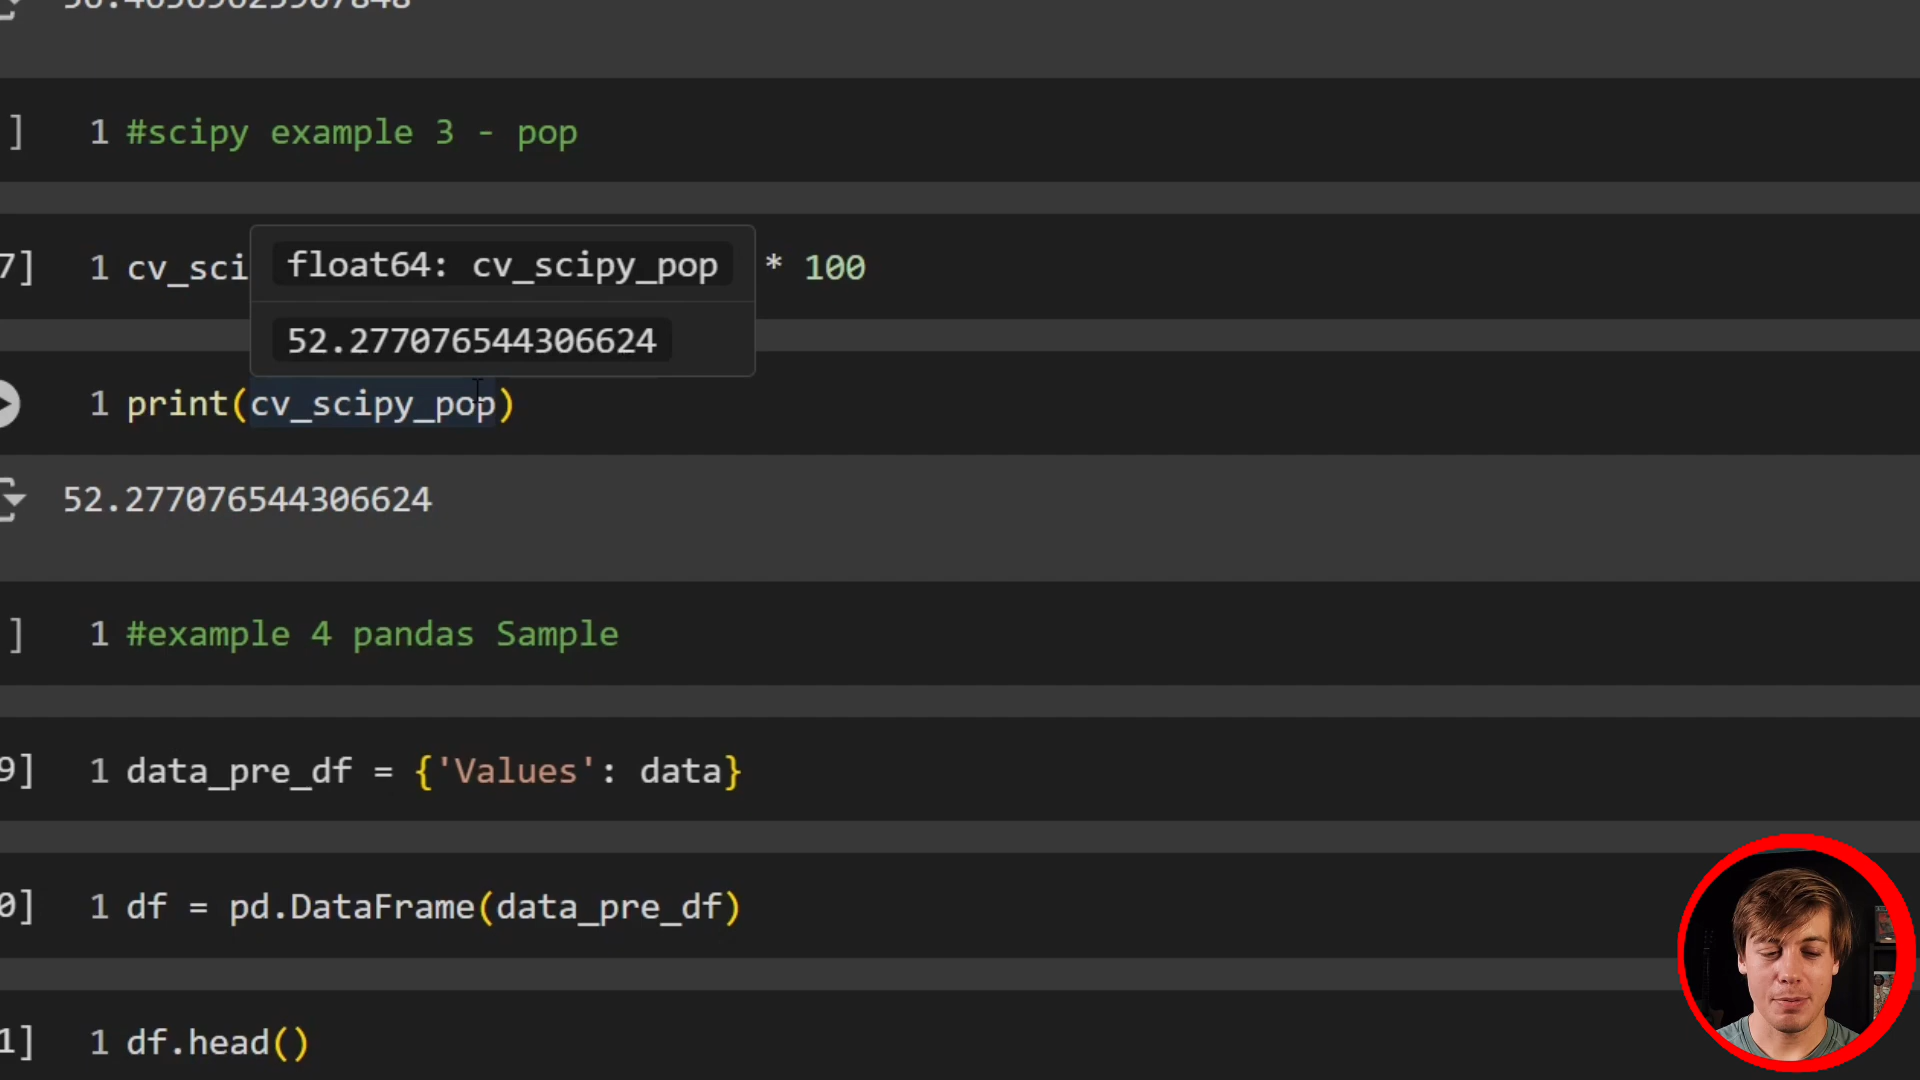 ] 1 #scipy example 3 - pop
7] 1 cv_sci * 100
float64: cv_scipy_pop
52.277076544306624
1 print(cv_scipy_pop)
52.277076544306624
] 1 #example 4 pandas Sample
9] 1 data_pre_df = {'Values': data}
0] 1 df = pd.DataFrame(data_pre_df)
1] 1 df.head()